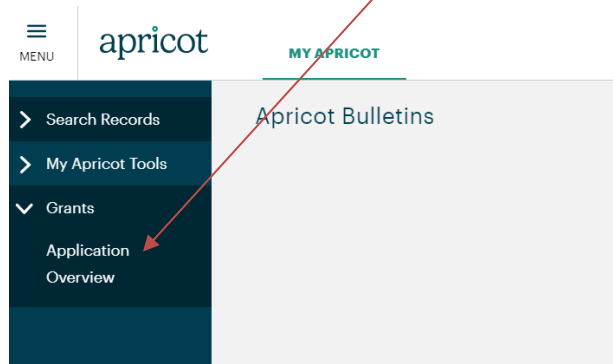 MENU
apricot
MY APRICOT
Search Records
My Apricot Tools
Grants
Application
Overview
Apricot Bulletins